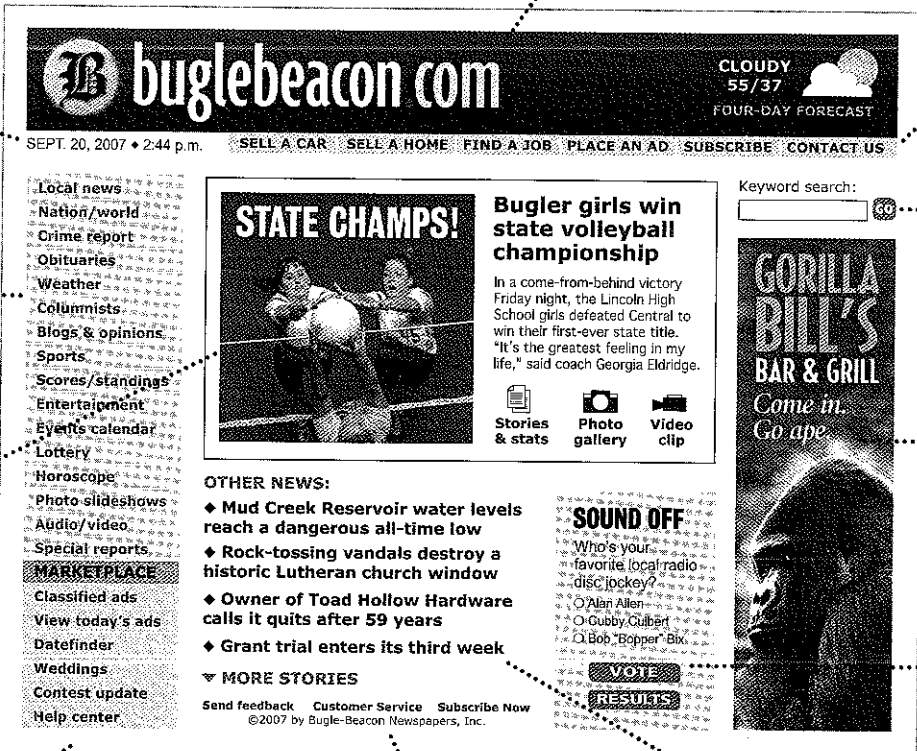 B buglebeacon com
CLOUDY
55/37
FOUR-DAY FORECAST
SEPT. 20, 2007 ◆ 2:44 p.m.
SELL A CAR SELL A HOME FIND A JOB PLACE AN AD SUBSCRIBE CONTACT US
Local news
Nation/world
Crime report
Obituaries
Weather
Columnists
Blogs & opinions
Sports
Scores/standings
Entertainment
Events calendar
Lottery
Horoscope
Photo slideshows
Audio/video
Special reports
MARKETPLACE
Classified ads
View today's ads
Datefinder
Weddings
Contest update
Help center
STATE CHAMPS!
Bugler girls win
state volleyball
championship
In a come-from-behind victory
Friday night, the Lincoln High
School girls defeated Central to
win their first-ever state title.
"It's the greatest feeling in my
life," said coach Georgia Eldridge.
Stories
& stats
Photo
gallery
Video
clip
OTHER NEWS:
◆ Mud Creek Reservoir water levels
reach a dangerous all-time low
◆ Rock-tossing vandals destroy a
historic Lutheran church window
◆ Owner of Toad Hollow Hardware
calls it quits after 59 years
◆ Grant trial enters its third week
MORE STORIES
Send feedback Customer Service Subscribe Now
©2007 by Bugle-Beacon Newspapers, Inc.
SOUND OFF
Who's your
favorite local radio
disc jockey?
Alan Allen
Cubby Culbert
Bob "Bopper" Bix
VOTE
RESULTS
Keyword search:
GO
GORILLA
BILL'S
BAR & GRILL
Come in.
Go ape.